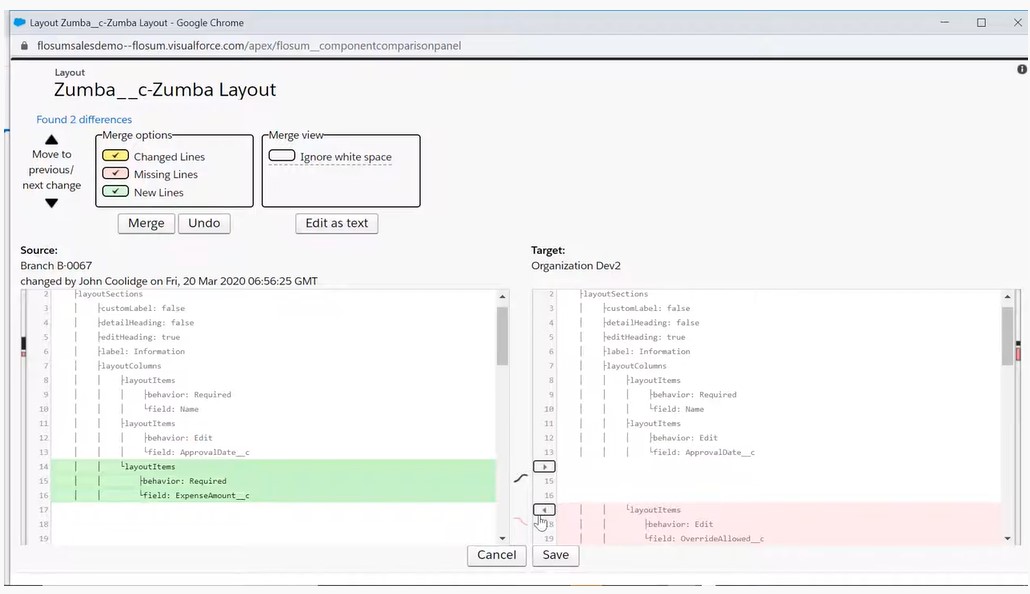 Layout Zumba__c-Zumba Layout - Google Chrome
flosumsalesdemo--flosum.visualforce.com/apex/flosum__componentcomparisonpanel
Layout
Zumba__c-Zumba Layout
Found 2 differences
Move to
previous/
next change
Merge options
Changed Lines
Missing Lines
New Lines
Merge view
Ignore white space
Merge Undo
Edit as text
Source:
Branch B-0067
changed by John Coolidge on Fri, 20 Mar 2020 06:56:25 GMT
2 layoutSections
3 customLabel: false
4 detailHeading: false
5 editHeading: true
6 label: Information
7 layoutColumns
8 layoutItems
9 behavior: Required
10 field: Name
11 layoutItems
12 behavior: Edit
13 field: ApprovalDate__c
14 layoutItems
15 behavior: Required
16 field: ExpenseAmount__c
17
18
19
Target:
Organization Dev2
2 layoutSections
3 customLabel: false
4 detailHeading: false
5 editHeading: true
6 label: Information
7 layoutColumns
8 layoutItems
9 behavior: Required
10 field: Name
11 layoutItems
12 behavior: Edit
13 field: ApprovalDate__c
15
16
layoutItems
18 behavior: Edit
19 field: OverrideAllowed__c
Cancel Save